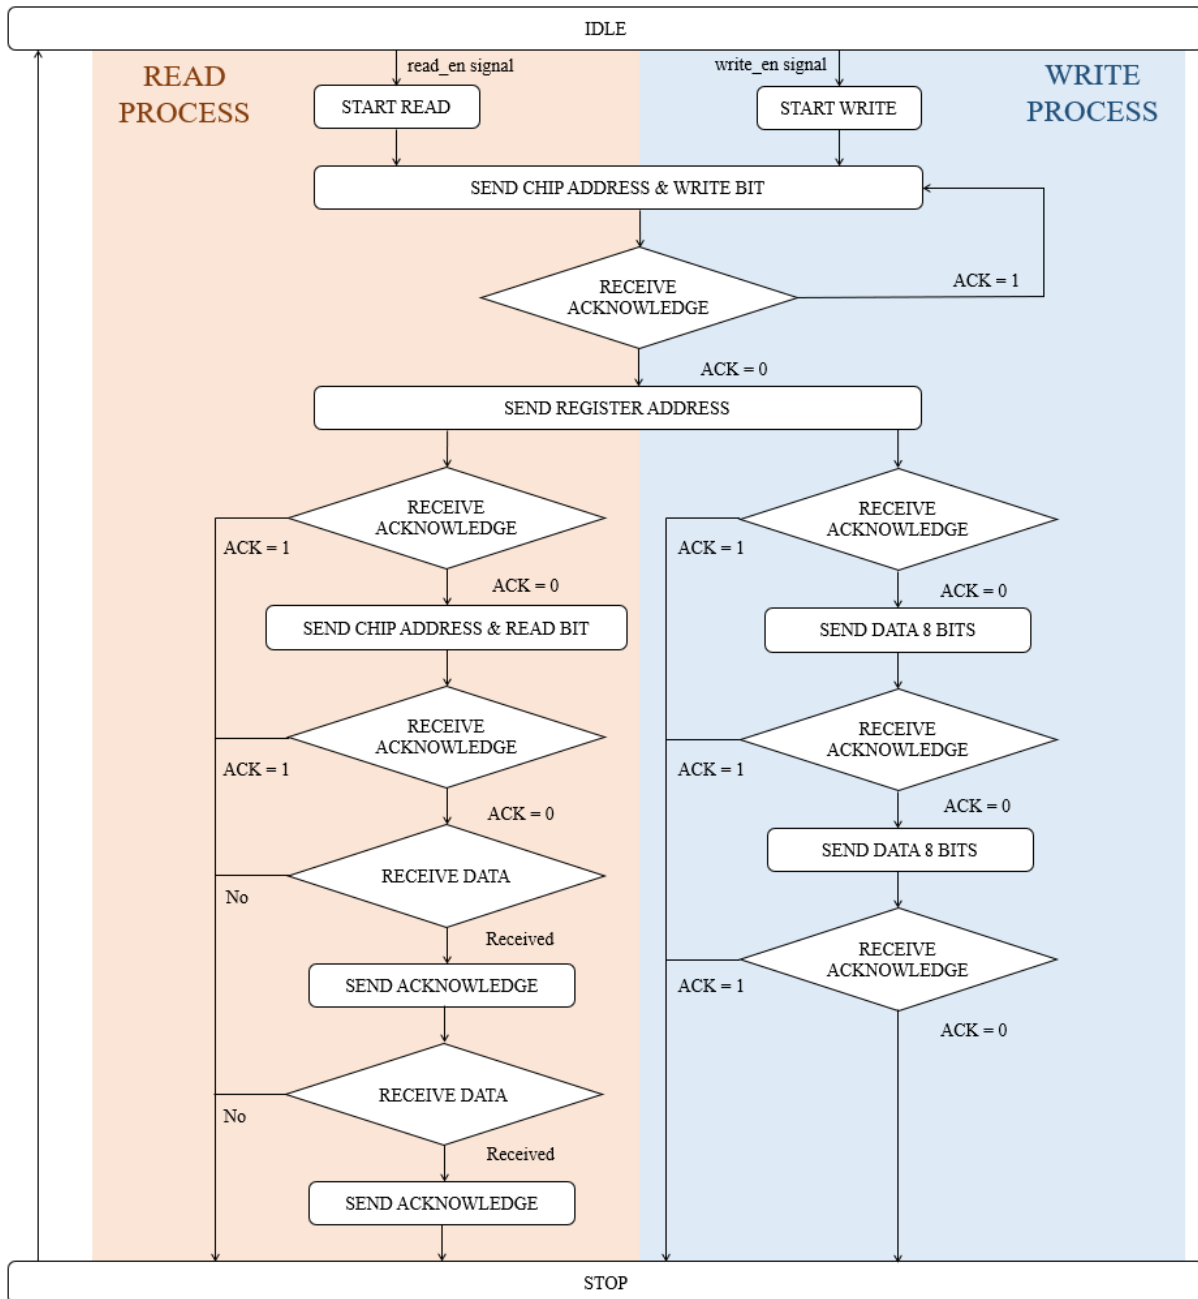 IDLE
read_en signal
write_en signal
READ
PROCESS
WRITE
PROCESS
START READ
START WRITE
SEND CHIP ADDRESS & WRITE BIT
ACK = 1
RECEIVE
ACKNOWLEDGE
ACK = 0
SEND REGISTER ADDRESS
RECEIVE
ACKNOWLEDGE
ACK = 1
ACK = 0
SEND CHIP ADDRESS & READ BIT
RECEIVE
ACKNOWLEDGE
ACK = 1
ACK = 0
RECEIVE DATA
No
Received
SEND ACKNOWLEDGE
RECEIVE DATA
No
Received
SEND ACKNOWLEDGE
RECEIVE
ACKNOWLEDGE
ACK = 1
ACK = 0
SEND DATA 8 BITS
RECEIVE
ACKNOWLEDGE
ACK = 1
ACK = 0
SEND DATA 8 BITS
RECEIVE
ACKNOWLEDGE
ACK = 1
ACK = 0
STOP